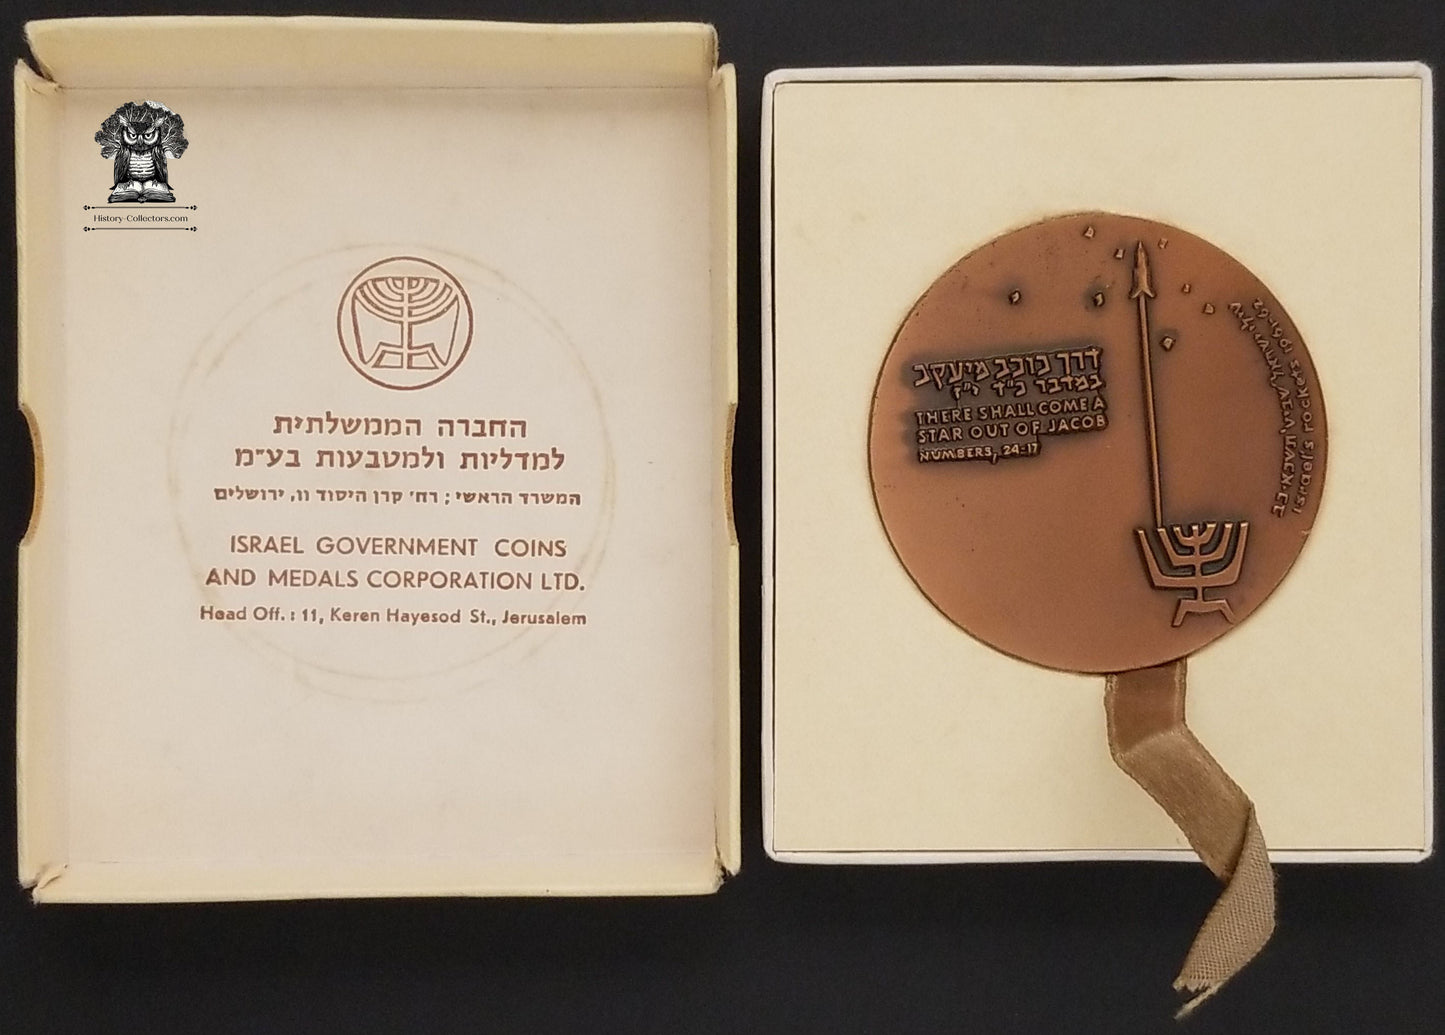 History-Collectors.com
החברה הממשלתית
למדליות ולמטבעות בע״מ
המשרד הראשי; רח׳ קרן היסוד 11, ירושלים
ISRAEL GOVERNMENT COINS
AND MEDALS CORPORATION LTD.
Head Off.: 11, Keren Hayesod St., Jerusalem
דרך כוכב מיעקב
במדבר כ״ד י״ז
THERE SHALL COME A
STAR OUT OF JACOB
NUMBERS, 24-17
Israel's rockets 1961-62